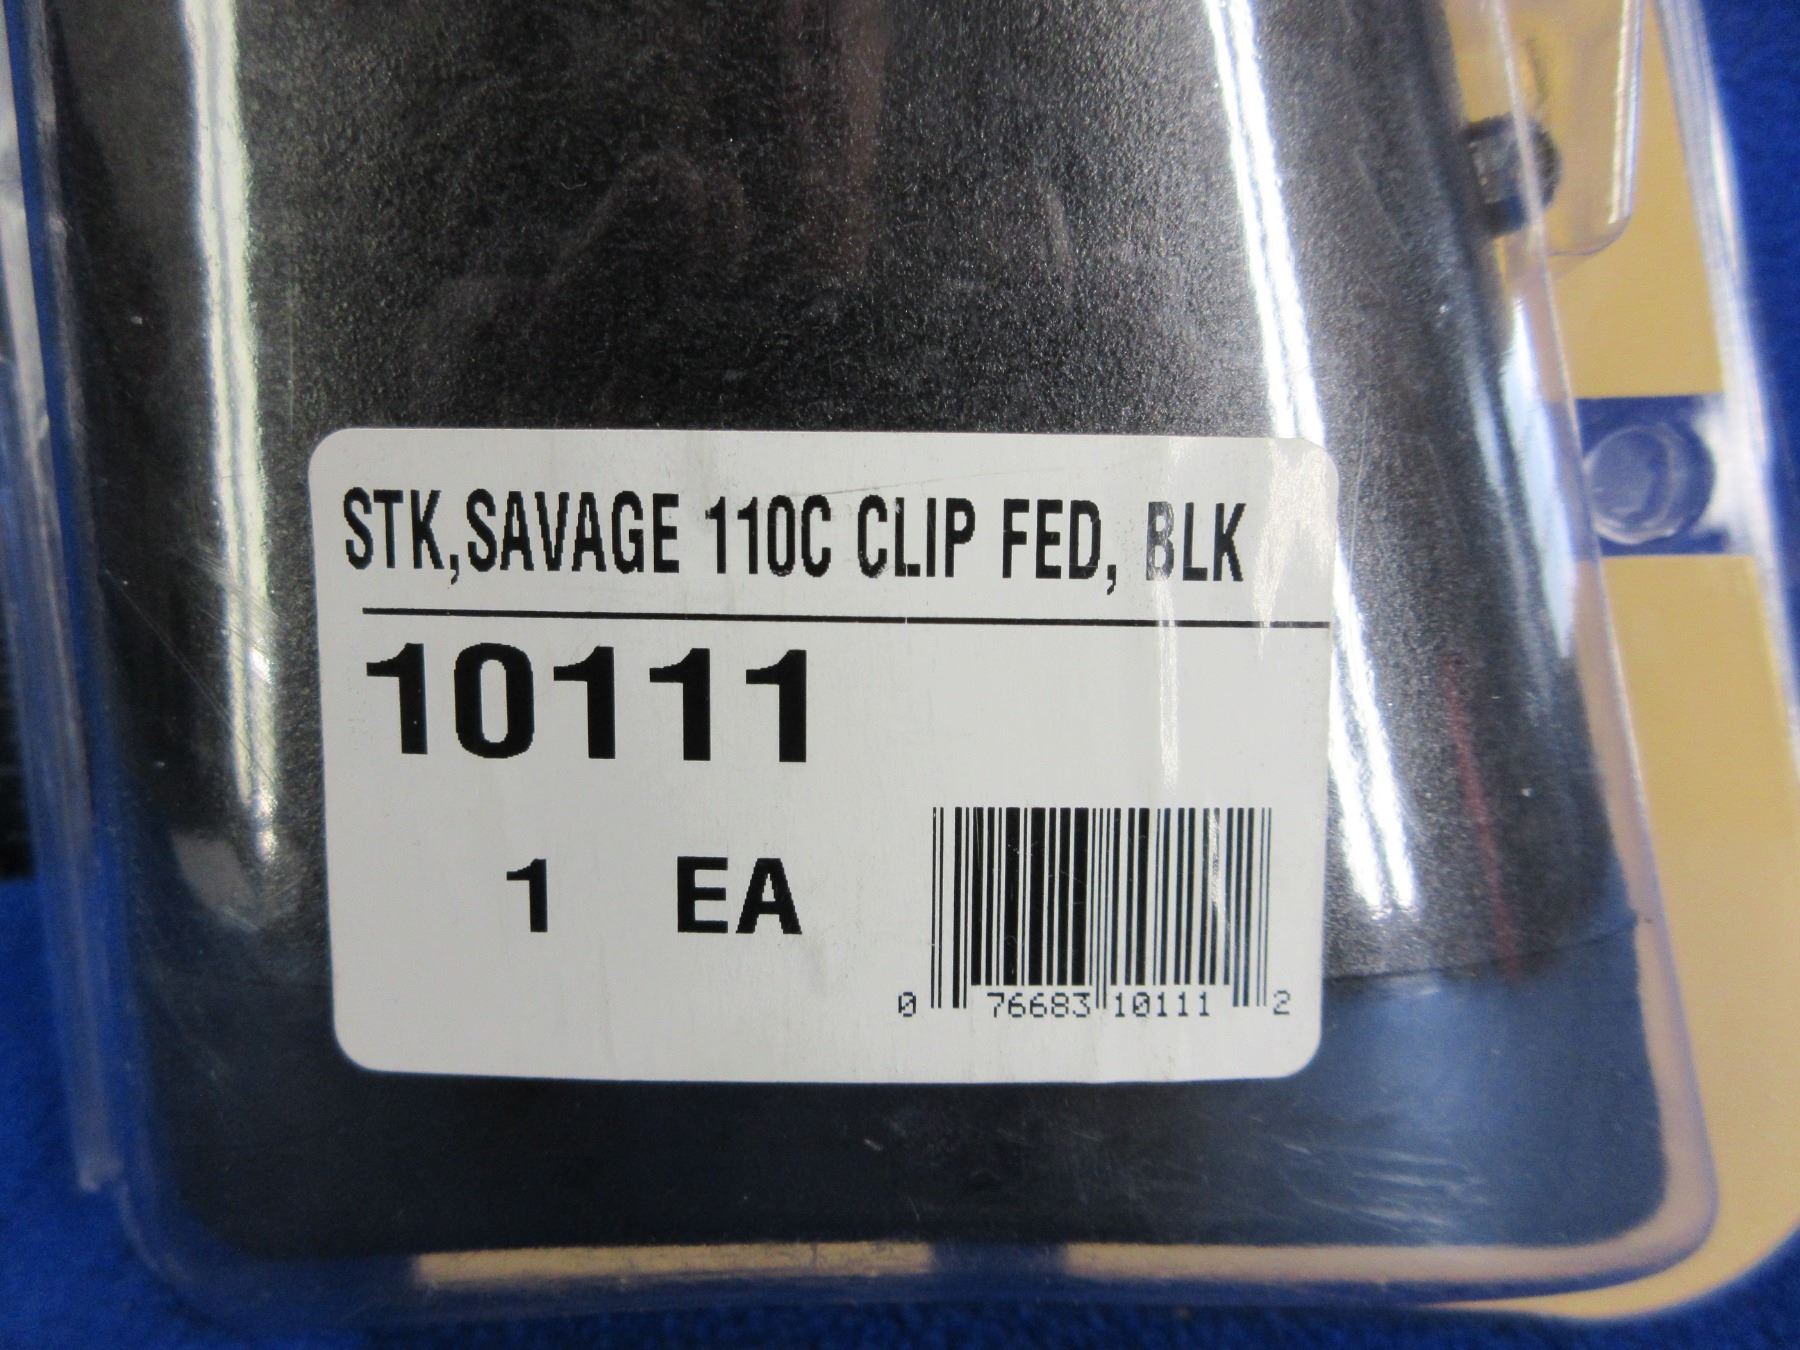 STK,SAVAGE 110C CLIP FED, BLK
10111
1 EA
0 76683 10111 2